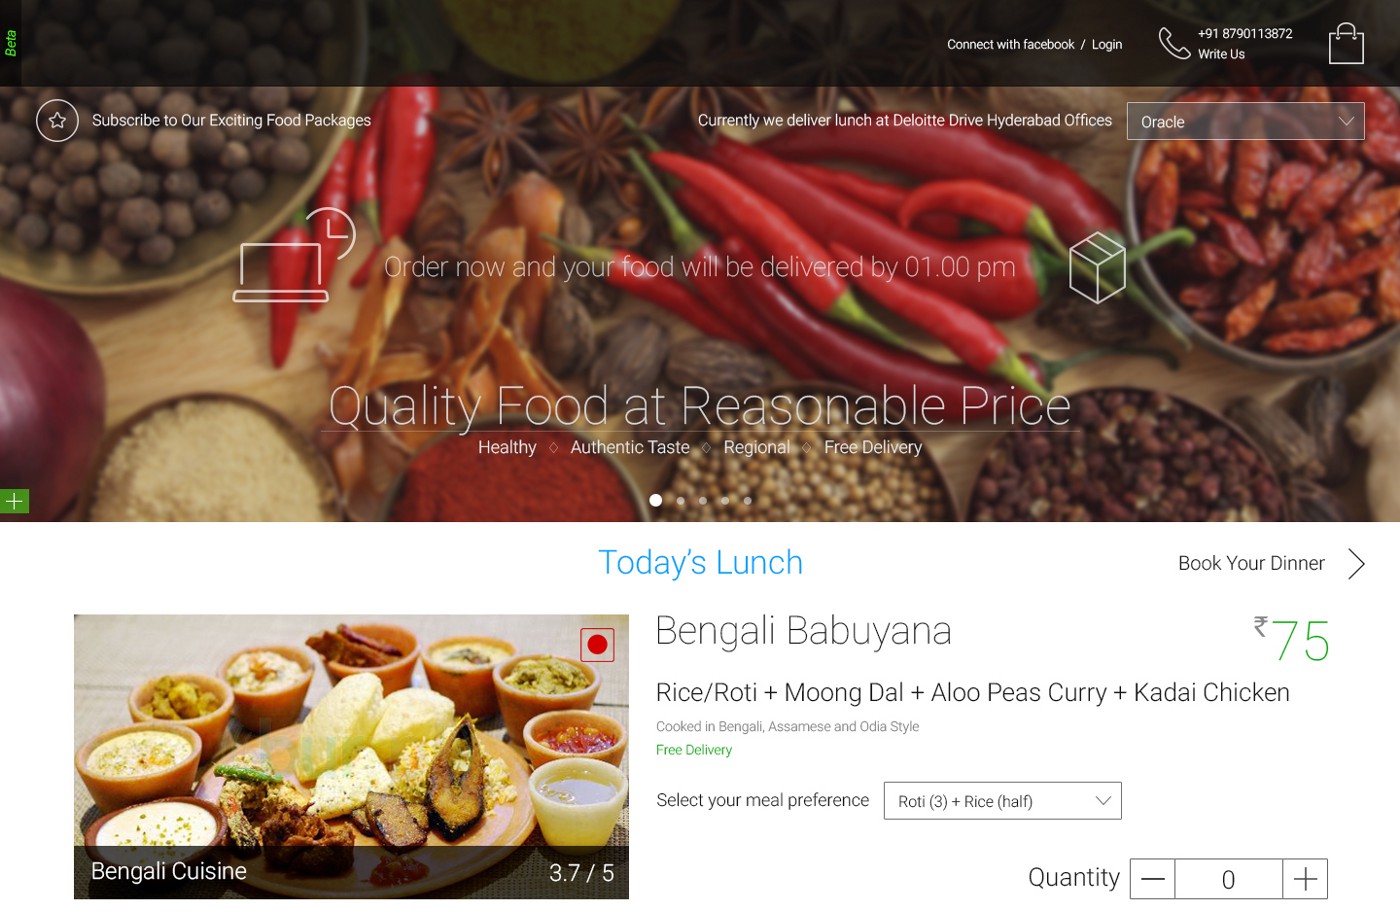 Beta
Connect with facebook / Login
+91 8790113872
Write Us
Subscribe to Our Exciting Food Packages
Currently we deliver lunch at Deloitte Drive Hyderabad Offices
Oracle
Order now and your food will be delivered by 01.00 pm
Quality Food at Reasonable Price
Healthy ◇ Authentic Taste ◇ Regional ◇ Free Delivery
Today’s Lunch
Book Your Dinner
Bengali Babuyana
₹75
Rice/Roti + Moong Dal + Aloo Peas Curry + Kadai Chicken
Cooked in Bengali, Assamese and Odia Style
Free Delivery
Select your meal preference
Roti (3) + Rice (half)
Bengali Cuisine
3.7 / 5
Quantity
0